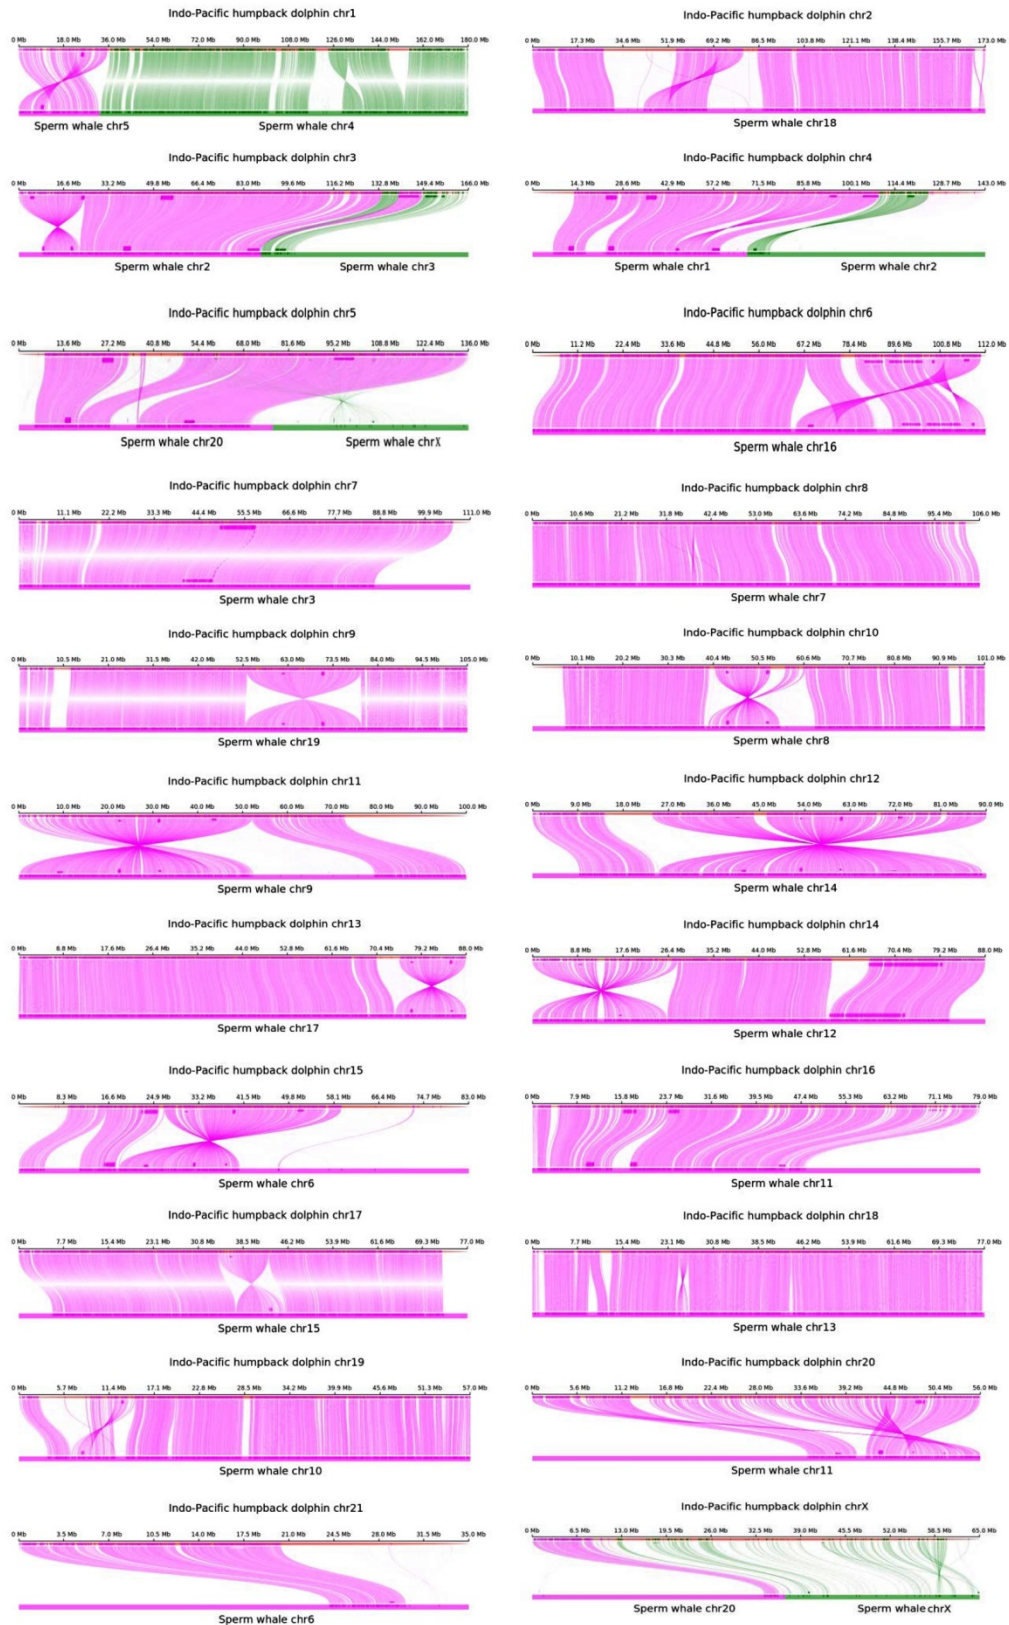 Indo-Pacific humpback dolphin chr1
0 Mb 18.0 Mb 36.0 Mb 54.0 Mb 72.0 Mb 90.0 Mb 108.0 Mb 126.0 Mb 144.0 Mb 162.0 Mb 180.0 Mb
Sperm whale chr5 Sperm whale chr4
Indo-Pacific humpback dolphin chr2
0 Mb 17.3 Mb 34.6 Mb 51.9 Mb 69.2 Mb 86.5 Mb 103.8 Mb 121.1 Mb 138.4 Mb 155.7 Mb 173.0 Mb
Sperm whale chr18
Indo-Pacific humpback dolphin chr3
0 Mb 16.6 Mb 33.2 Mb 49.8 Mb 66.4 Mb 83.0 Mb 99.6 Mb 116.2 Mb 132.8 Mb 149.4 Mb 166.0 Mb
Sperm whale chr2 Sperm whale chr3
Indo-Pacific humpback dolphin chr4
0 Mb 14.3 Mb 28.6 Mb 42.9 Mb 57.2 Mb 71.5 Mb 85.8 Mb 100.1 Mb 114.4 Mb 128.7 Mb 143.0 Mb
Sperm whale chr1 Sperm whale chr2
Indo-Pacific humpback dolphin chr5
0 Mb 13.6 Mb 27.2 Mb 40.8 Mb 54.4 Mb 68.0 Mb 81.6 Mb 95.2 Mb 108.8 Mb 122.4 Mb 136.0 Mb
Sperm whale chr20 Sperm whale chrX
Indo-Pacific humpback dolphin chr6
0 Mb 11.2 Mb 22.4 Mb 33.6 Mb 44.8 Mb 56.0 Mb 67.2 Mb 78.4 Mb 89.6 Mb 100.8 Mb 112.0 Mb
Sperm whale chr16
Indo-Pacific humpback dolphin chr7
0 Mb 11.1 Mb 22.2 Mb 33.3 Mb 44.4 Mb 55.5 Mb 66.6 Mb 77.7 Mb 88.8 Mb 99.9 Mb 111.0 Mb
Sperm whale chr3
Indo-Pacific humpback dolphin chr8
0 Mb 10.6 Mb 21.2 Mb 31.8 Mb 42.4 Mb 53.0 Mb 63.6 Mb 74.2 Mb 84.8 Mb 95.4 Mb 106.0 Mb
Sperm whale chr7
Indo-Pacific humpback dolphin chr9
0 Mb 10.5 Mb 21.0 Mb 31.5 Mb 42.0 Mb 52.5 Mb 63.0 Mb 73.5 Mb 84.0 Mb 94.5 Mb 105.0 Mb
Sperm whale chr19
Indo-Pacific humpback dolphin chr10
0 Mb 10.1 Mb 20.2 Mb 30.3 Mb 40.4 Mb 50.5 Mb 60.6 Mb 70.7 Mb 80.8 Mb 90.9 Mb 101.0 Mb
Sperm whale chr8
Indo-Pacific humpback dolphin chr11
0 Mb 10.0 Mb 20.0 Mb 30.0 Mb 40.0 Mb 50.0 Mb 60.0 Mb 70.0 Mb 80.0 Mb 90.0 Mb 100.0 Mb
Sperm whale chr9
Indo-Pacific humpback dolphin chr12
0 Mb 9.0 Mb 18.0 Mb 27.0 Mb 36.0 Mb 45.0 Mb 54.0 Mb 63.0 Mb 72.0 Mb 81.0 Mb 90.0 Mb
Sperm whale chr14
Indo-Pacific humpback dolphin chr13
0 Mb 8.8 Mb 17.6 Mb 26.4 Mb 35.2 Mb 44.0 Mb 52.8 Mb 61.6 Mb 70.4 Mb 79.2 Mb 88.0 Mb
Sperm whale chr17
Indo-Pacific humpback dolphin chr14
0 Mb 8.8 Mb 17.6 Mb 26.4 Mb 35.2 Mb 44.0 Mb 52.8 Mb 61.6 Mb 70.4 Mb 79.2 Mb 88.0 Mb
Sperm whale chr12
Indo-Pacific humpback dolphin chr15
0 Mb 8.3 Mb 16.6 Mb 24.9 Mb 33.2 Mb 41.5 Mb 49.8 Mb 58.1 Mb 66.4 Mb 74.7 Mb 83.0 Mb
Sperm whale chr6
Indo-Pacific humpback dolphin chr16
0 Mb 7.9 Mb 15.8 Mb 23.7 Mb 31.6 Mb 39.5 Mb 47.4 Mb 55.3 Mb 63.2 Mb 71.1 Mb 79.0 Mb
Sperm whale chr11
Indo-Pacific humpback dolphin chr17
0 Mb 7.7 Mb 15.4 Mb 23.1 Mb 30.8 Mb 38.5 Mb 46.2 Mb 53.9 Mb 61.6 Mb 69.3 Mb 77.0 Mb
Sperm whale chr15
Indo-Pacific humpback dolphin chr18
0 Mb 7.7 Mb 15.4 Mb 23.1 Mb 30.8 Mb 38.5 Mb 46.2 Mb 53.9 Mb 61.6 Mb 69.3 Mb 77.0 Mb
Sperm whale chr13
Indo-Pacific humpback dolphin chr19
0 Mb 5.7 Mb 11.4 Mb 17.1 Mb 22.8 Mb 28.5 Mb 34.2 Mb 39.9 Mb 45.6 Mb 51.3 Mb 57.0 Mb
Sperm whale chr10
Indo-Pacific humpback dolphin chr20
0 Mb 5.6 Mb 11.2 Mb 16.8 Mb 22.4 Mb 28.0 Mb 33.6 Mb 39.2 Mb 44.8 Mb 50.4 Mb 56.0 Mb
Sperm whale chr11
Indo-Pacific humpback dolphin chr21
0 Mb 3.5 Mb 7.0 Mb 10.5 Mb 14.0 Mb 17.5 Mb 21.0 Mb 24.5 Mb 28.0 Mb 31.5 Mb 35.0 Mb
Sperm whale chr6
Indo-Pacific humpback dolphin chrX
0 Mb 6.5 Mb 13.0 Mb 19.5 Mb 26.0 Mb 32.5 Mb 39.0 Mb 45.5 Mb 52.0 Mb 58.5 Mb 65.0 Mb
Sperm whale chr20 Sperm whale chrX